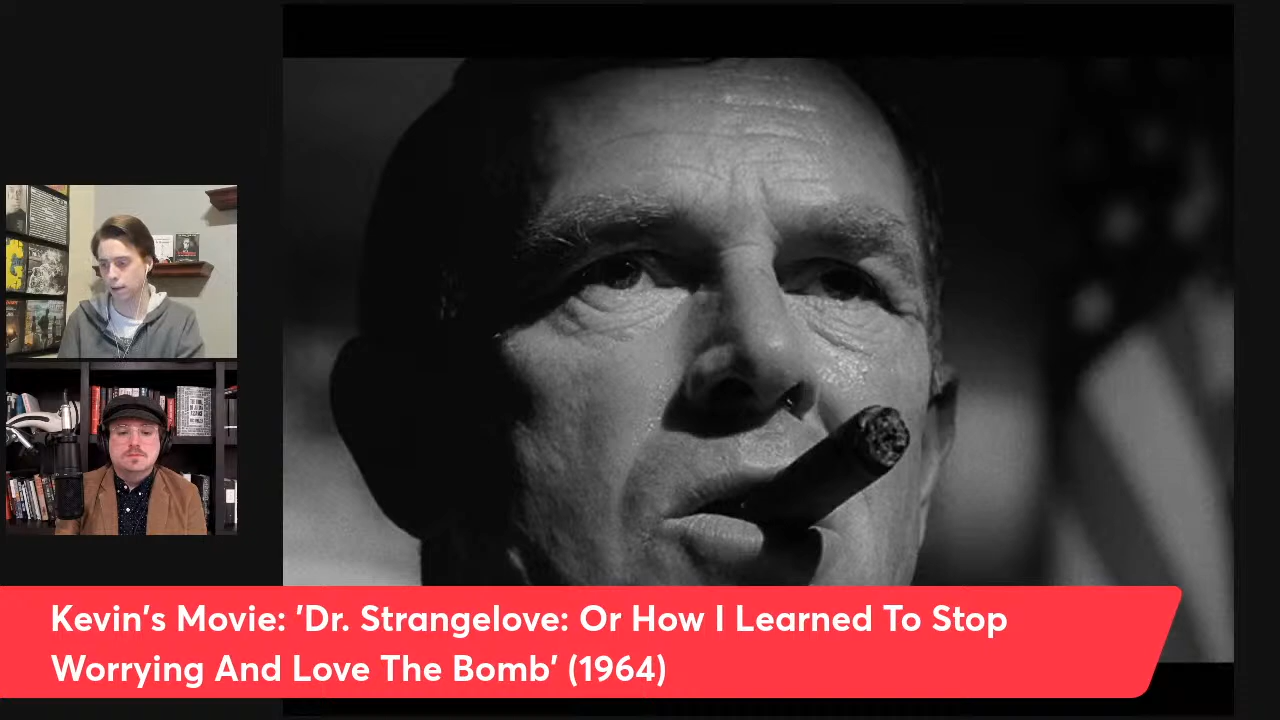 Kevin's Movie: 'Dr. Strangelove: Or How I Learned To Stop
Worrying And Love The Bomb' (1964)